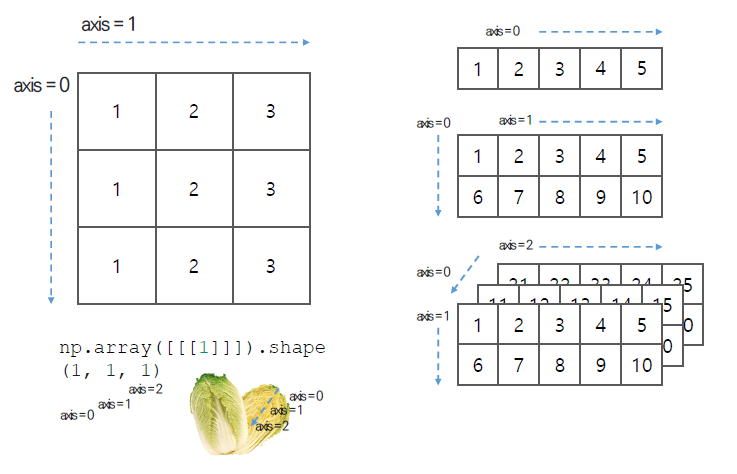 axis = 1
axis = 0
1 2 3
1 2 3
1 2 3
np.array([[[1]]]).shape
(1, 1, 1)
axis=2
axis=1
axis=0
axis=0
axis=1
axis=2
axis=0
1 2 3 4 5
axis=0
axis=1
1 2 3 4 5
6 7 8 9 10
axis=2
axis=0
axis=1
21 22 23 24 25
11 12 13 14 15
0
0
1 2 3 4 5
6 7 8 9 10